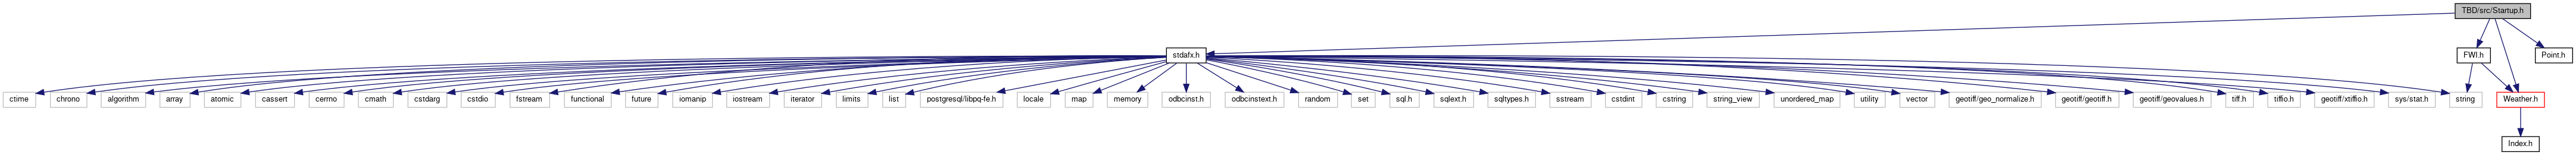 TBD/src/Startup.h
stdafx.h
FWI.h
Point.h
ctime
chrono
algorithm
array
atomic
cassert
cerrno
cmath
cstdarg
cstdio
fstream
functional
future
iomanip
iostream
iterator
limits
list
postgresql/libpq-fe.h
locale
map
memory
odbcinst.h
odbcinstext.h
random
set
sql.h
sqlext.h
sqltypes.h
sstream
cstdint
cstring
string_view
unordered_map
utility
vector
geotiff/geo_normalize.h
geotiff/geotiff.h
geotiff/geovalues.h
tiff.h
tiffio.h
geotiff/xtiffio.h
sys/stat.h
string
Weather.h
Index.h